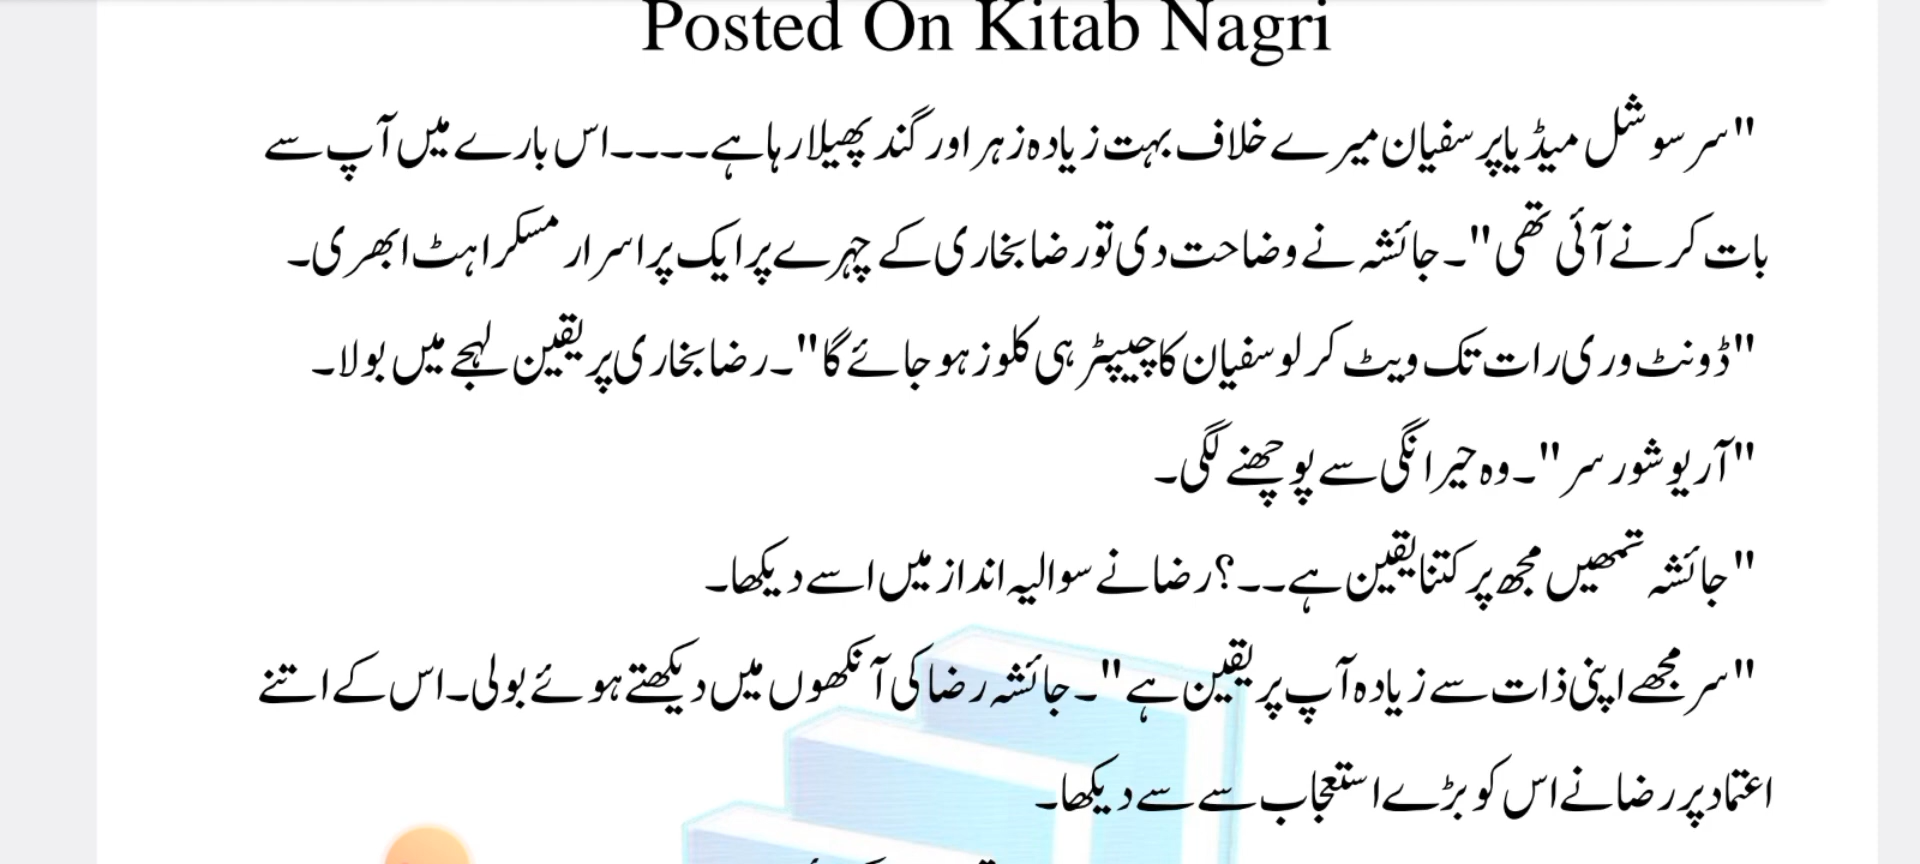 Posted On Kitab Nagri
"سر سوشل میڈیا پر سفیان میرے خلاف بہت زیادہ زہر اور گند پھیلا رہا ہے۔۔۔۔اس بارے میں آپ سے
بات کرنے آئی تھی"۔جائشہ نے وضاحت دی تو رضا بخاری کے چہرے پر ایک پراسرار مسکراہٹ ابھری۔
"ڈونٹ وری رات تک ویٹ کر لو سفیان کا چیپٹر ہی کلوز ہو جائے گا"۔رضا بخاری پریقین لہجے میں بولا۔
"آر یو شور سر"۔وہ حیرانگی سے پوچھنے لگی۔
"جائشہ تمھیں مجھ پر کتنا یقین ہے۔۔؟رضا نے سوالیہ انداز میں اسے دیکھا۔
"سر مجھے اپنی ذات سے زیادہ آپ پر یقین ہے"۔جائشہ رضا کی آنکھوں میں دیکھتے ہوئے بولی۔اس کے اتنے
اعتماد پر رضا نے اس کو بڑے استعجاب سے سے دیکھا۔